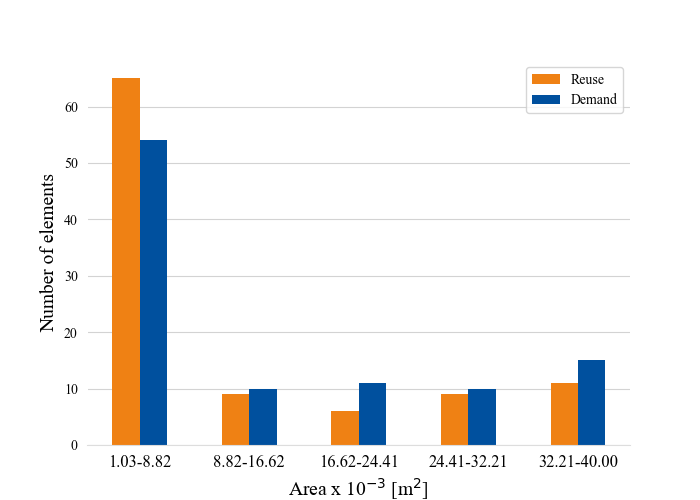 Reuse
Demand
Number of elements
60
50
40
30
20
10
0
1.03-8.82 8.82-16.62 16.62-24.41 24.41-32.21 32.21-40.00
Area x 10⁻³ [m²]